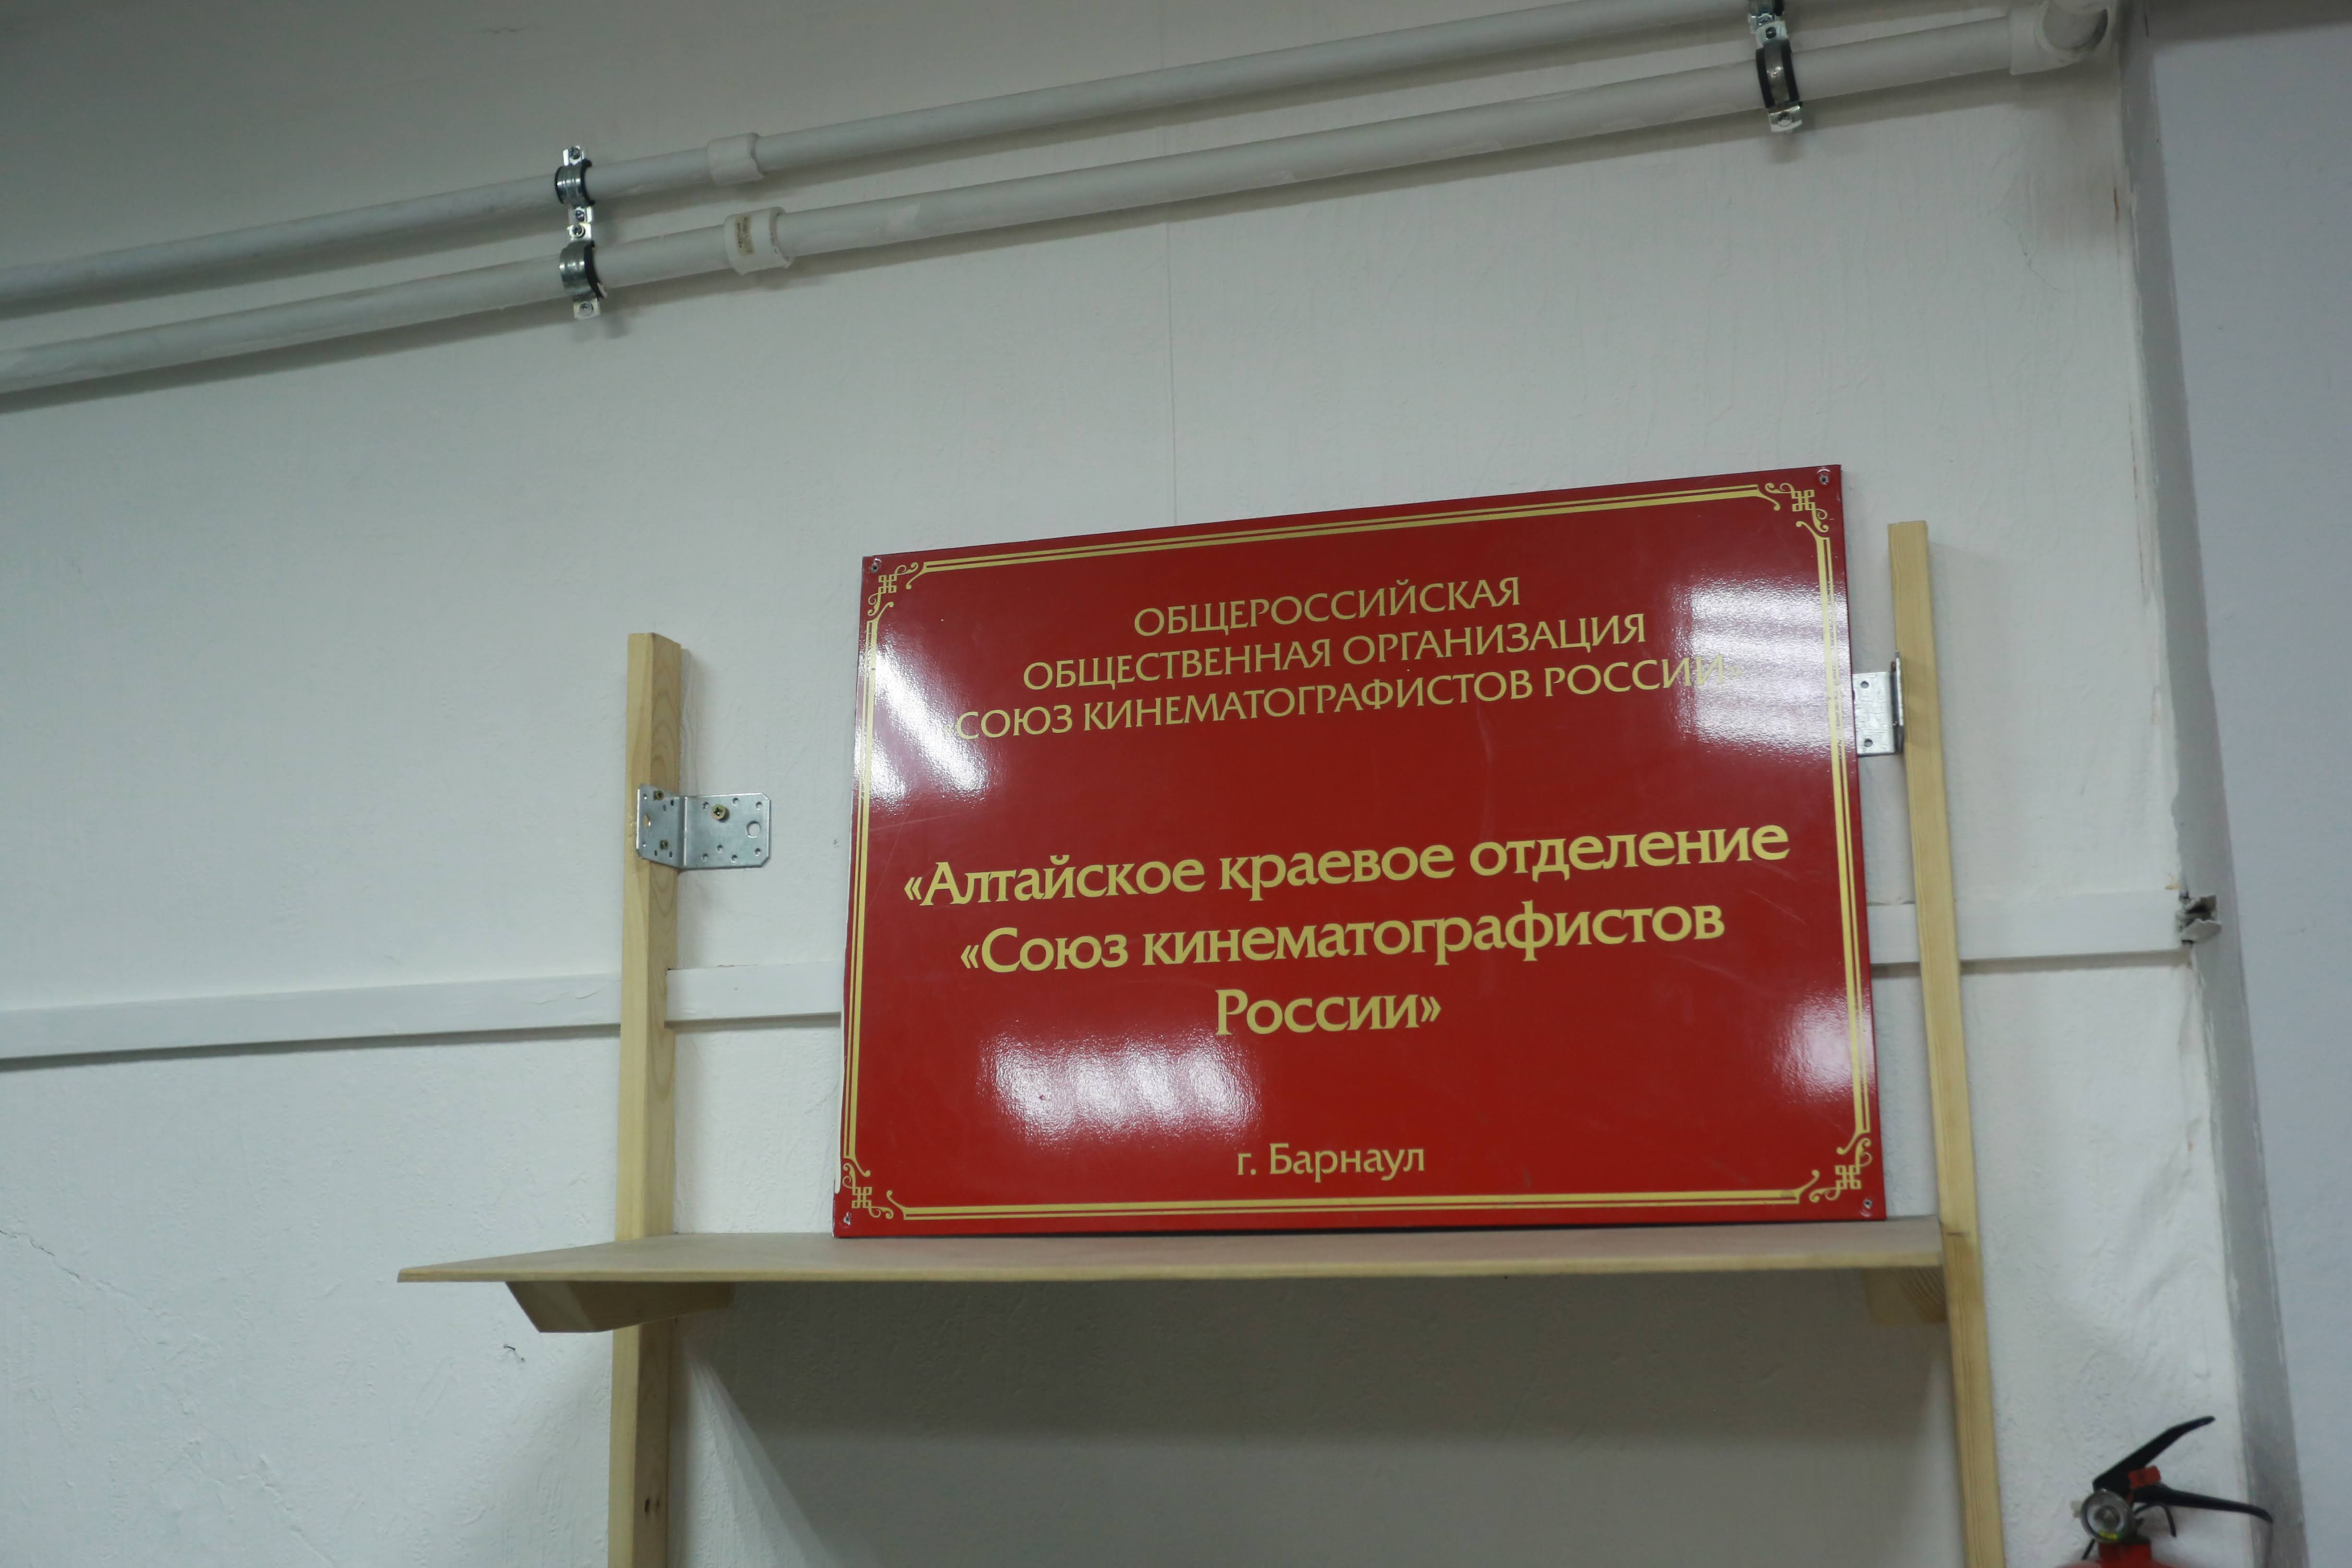 ОБЩЕРОССИЙСКАЯ
ОБЩЕСТВЕННАЯ ОРГАНИЗАЦИЯ
«СОЮЗ КИНЕМАТОГРАФИСТОВ РОССИИ»
«Алтайское краевое отделение
«Союз кинематографистов
России»
г. Барнаул